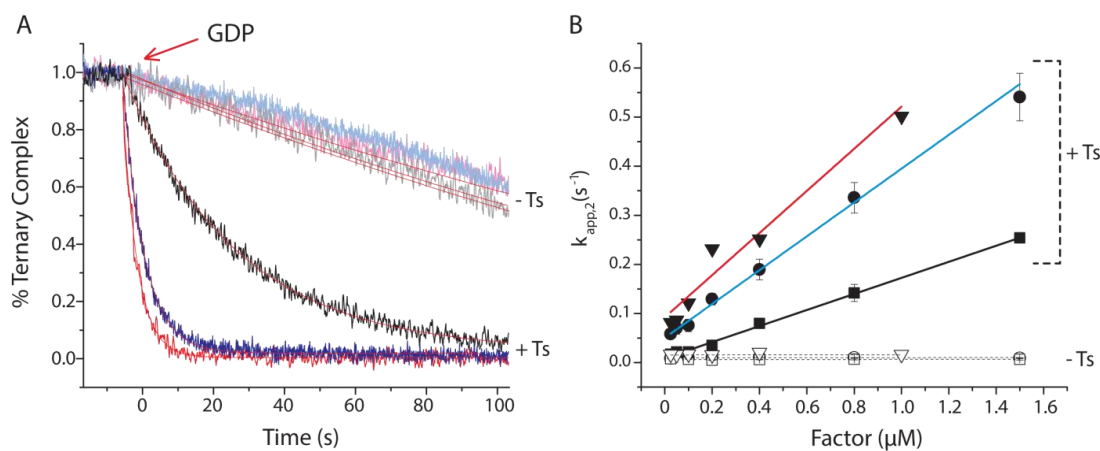 A
GDP
% Ternary Complex
1.0
0.8
0.6
0.4
0.2
0.0
- Ts
+ Ts
0
20
40
60
80
100
Time (s)
B
k_app,2(s⁻¹)
0.6
0.5
0.4
0.3
0.2
0.1
0.0
+ Ts
- Ts
0
0.2
0.4
0.6
0.8
1.0
1.2
1.4
1.6
Factor (µM)